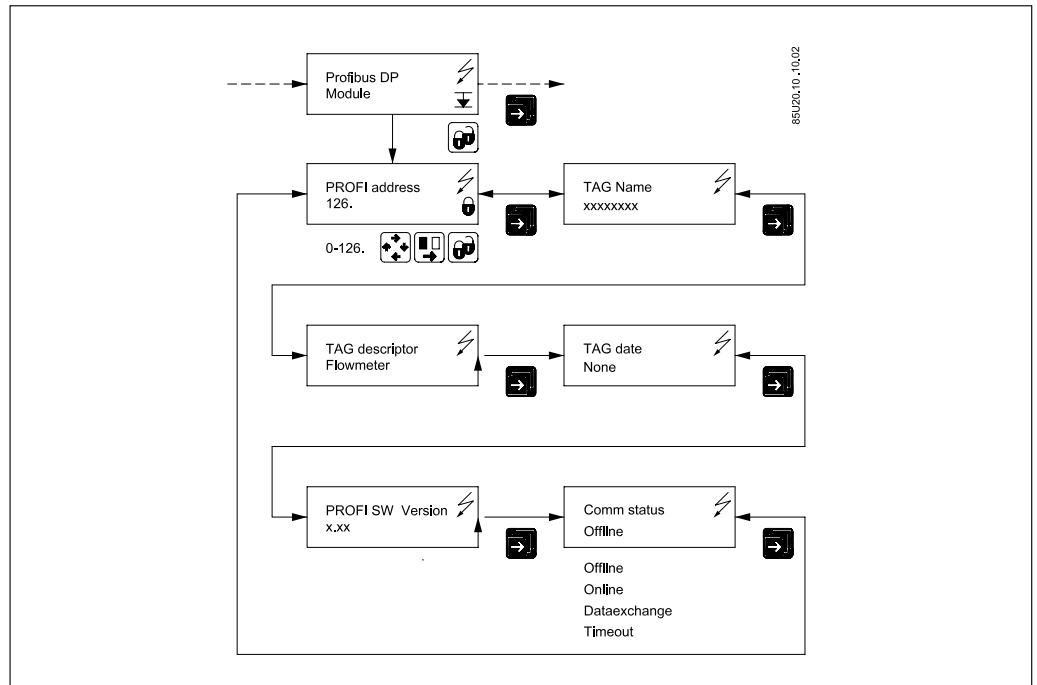 Profibus DP
Module
85U20.10.10.02
PROFI address
126.
TAG Name
xxxxxxxx
0-126.
TAG descriptor
Flowmeter
TAG date
None
PROFI SW Version
x.xx
Comm status
Offline
Offline
Online
Dataexchange
Timeout